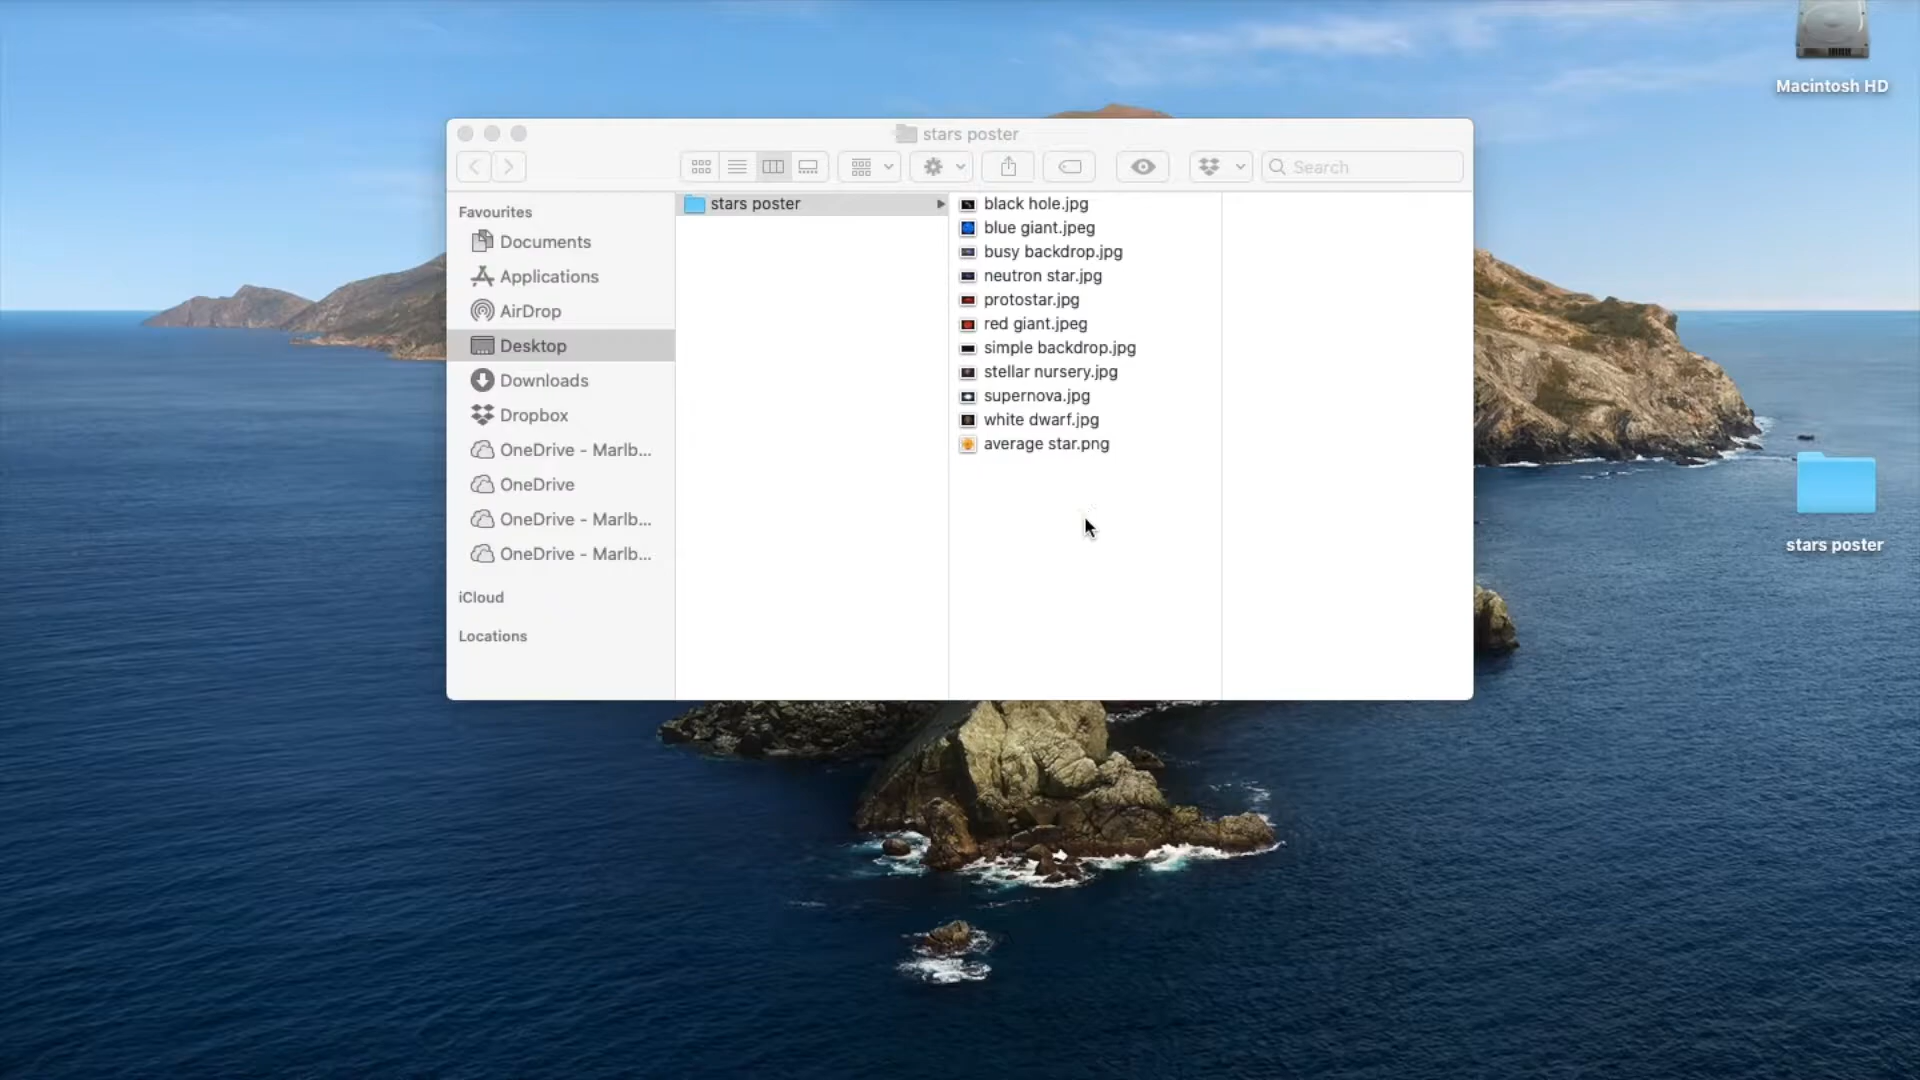 Macintosh HD
stars poster
Search
Favourites
Documents
Applications
AirDrop
Desktop
Downloads
Dropbox
OneDrive - Marlb...
OneDrive
OneDrive - Marlb...
OneDrive - Marlb...
iCloud
Locations
stars poster
black hole.jpg
blue giant.jpeg
busy backdrop.jpg
neutron star.jpg
protostar.jpg
red giant.jpeg
simple backdrop.jpg
stellar nursery.jpg
supernova.jpg
white dwarf.jpg
average star.png
stars poster